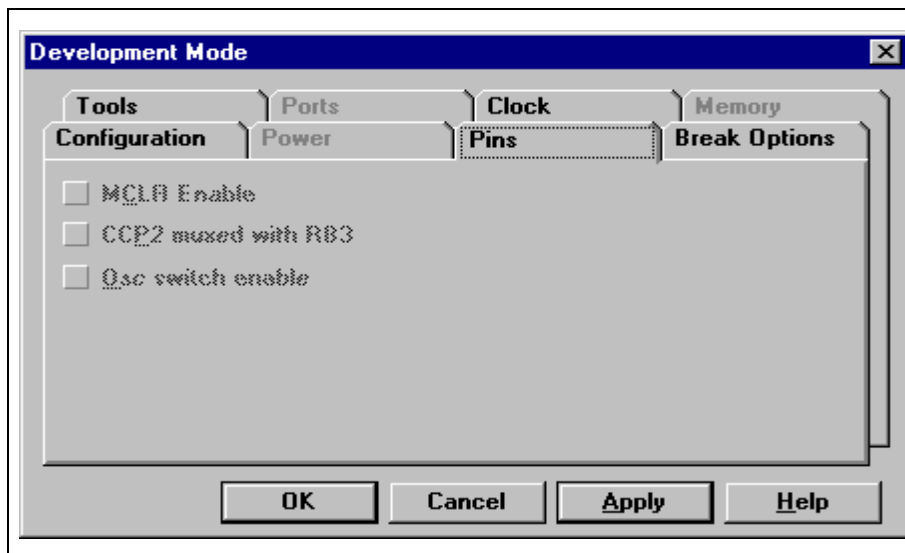 Development Mode
Tools Ports Clock Memory
Configuration Power Pins Break Options
MCLR Enable
CCP2 muxed with RB3
Osc switch enable
OK Cancel Apply Help